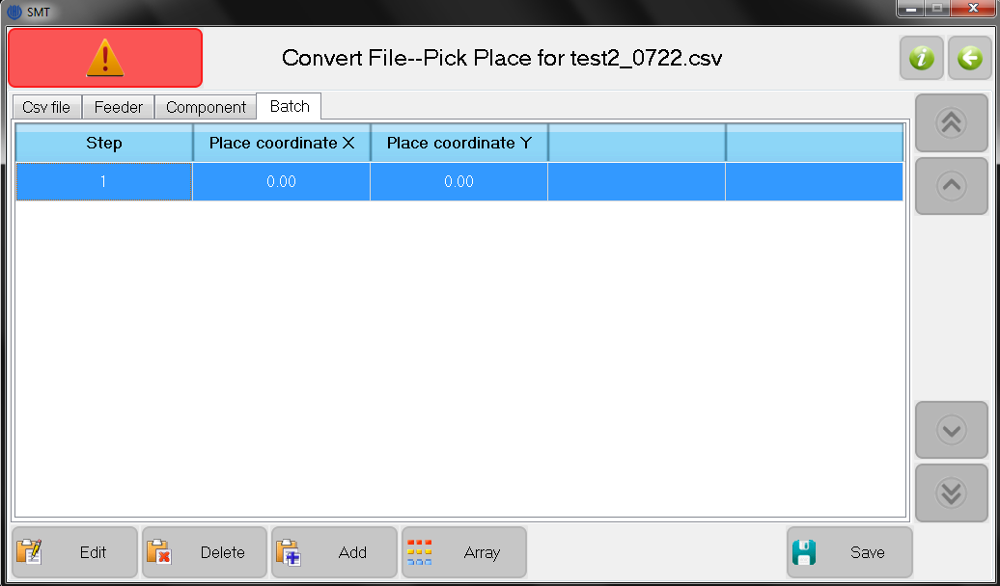 SMT
Convert File--Pick Place for test2_0722.csv
Csv file Feeder Component Batch
Step Place coordinate X Place coordinate Y
1 0.00 0.00
Edit Delete Add Array Save